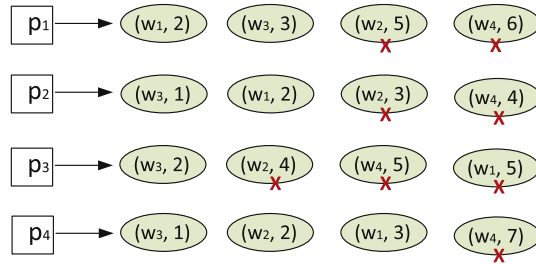 p1 (w1, 2) (w3, 3) (w2, 5) (w4, 6)
X X
p2 (w3, 1) (w1, 2) (w2, 3) (w4, 4)
X X
p3 (w3, 2) (w2, 4) (w4, 5) (w1, 5)
X X X
p4 (w3, 1) (w2, 2) (w1, 3) (w4, 7)
X